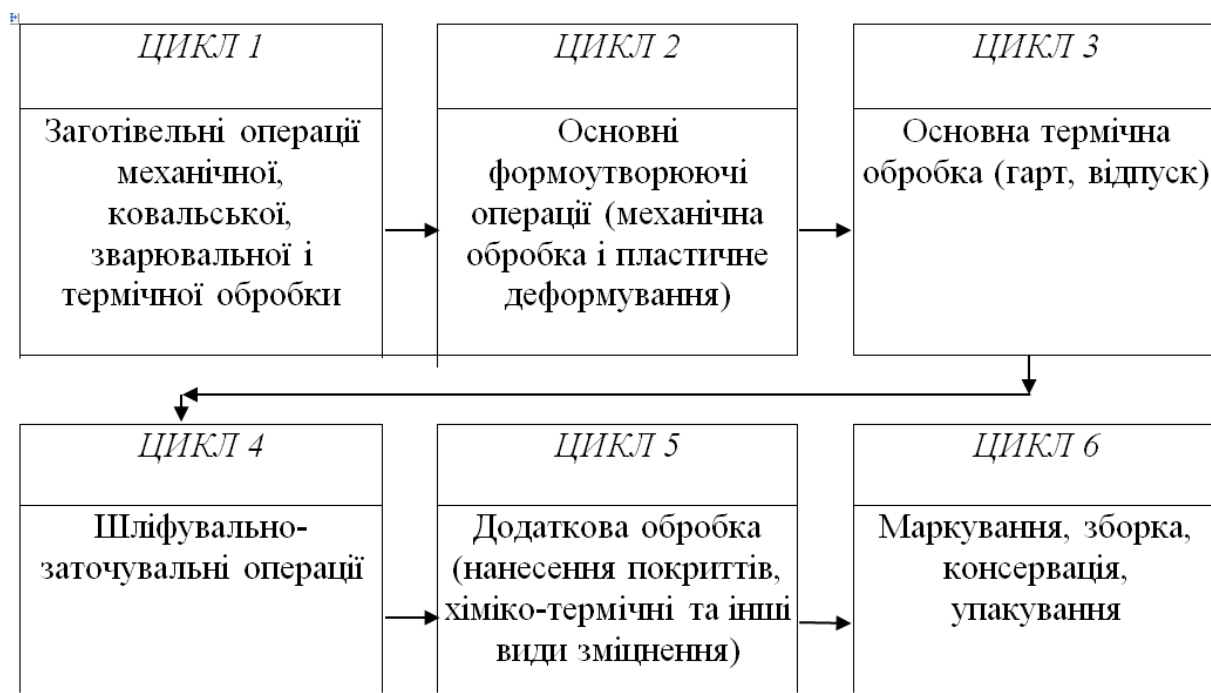 ЦИКЛ 1
Заготівельні операції
механічної,
ковальської,
зварювальної і
термічної обробки
ЦИКЛ 2
Основні
формоутворюючі
операції (механічна
обробка і пластичне
деформування)
ЦИКЛ 3
Основна термічна
обробка (гарт, відпуск)
ЦИКЛ 4
Шліфувально-
заточувальні операції
ЦИКЛ 5
Додаткова обробка
(нанесення покриттів,
хіміко-термічні та інші
види зміцнення)
ЦИКЛ 6
Маркування, зборка,
консервація,
упакування